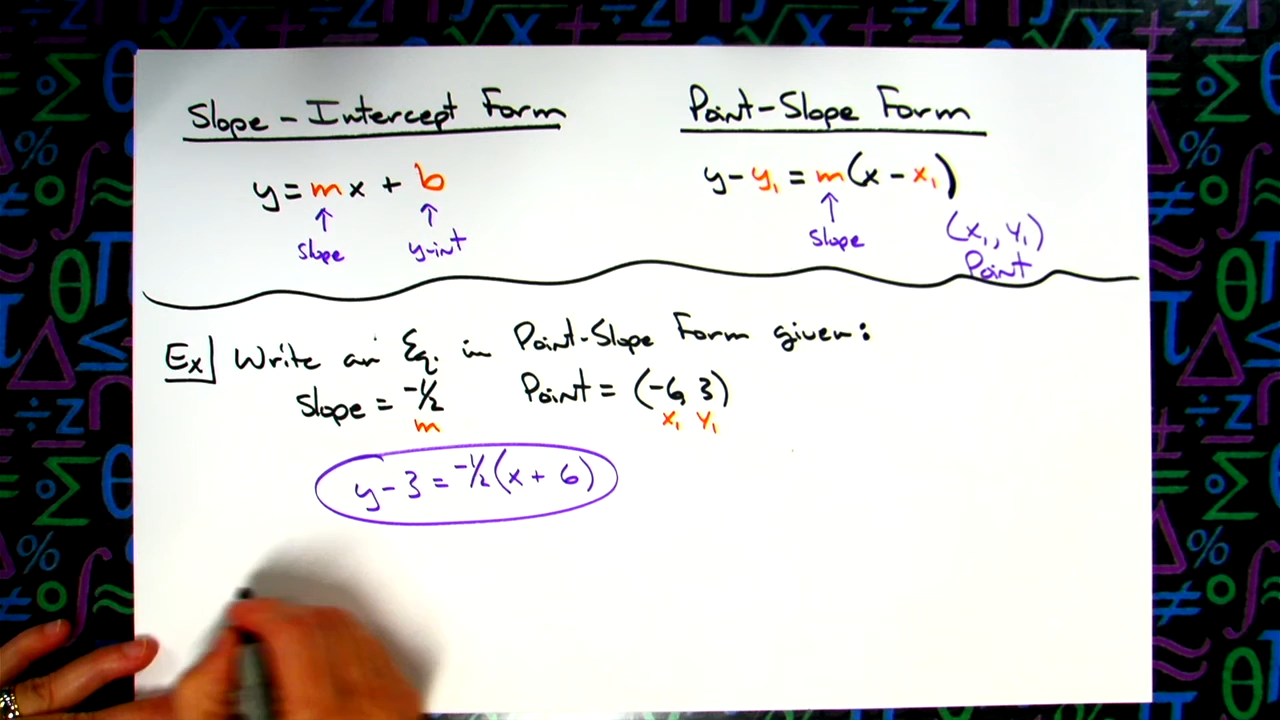 Slope-Intercept Form
y = mx + b
slope
y-int
Point-Slope Form
y - y₁ = m(x - x₁)
slope
(x₁, y₁)
Point
Ex Write an Eq. in Point-Slope Form given:
Slope = -1/2 Point = (-6, 3)
m x₁ y₁
y - 3 = -1/2(x + 6)